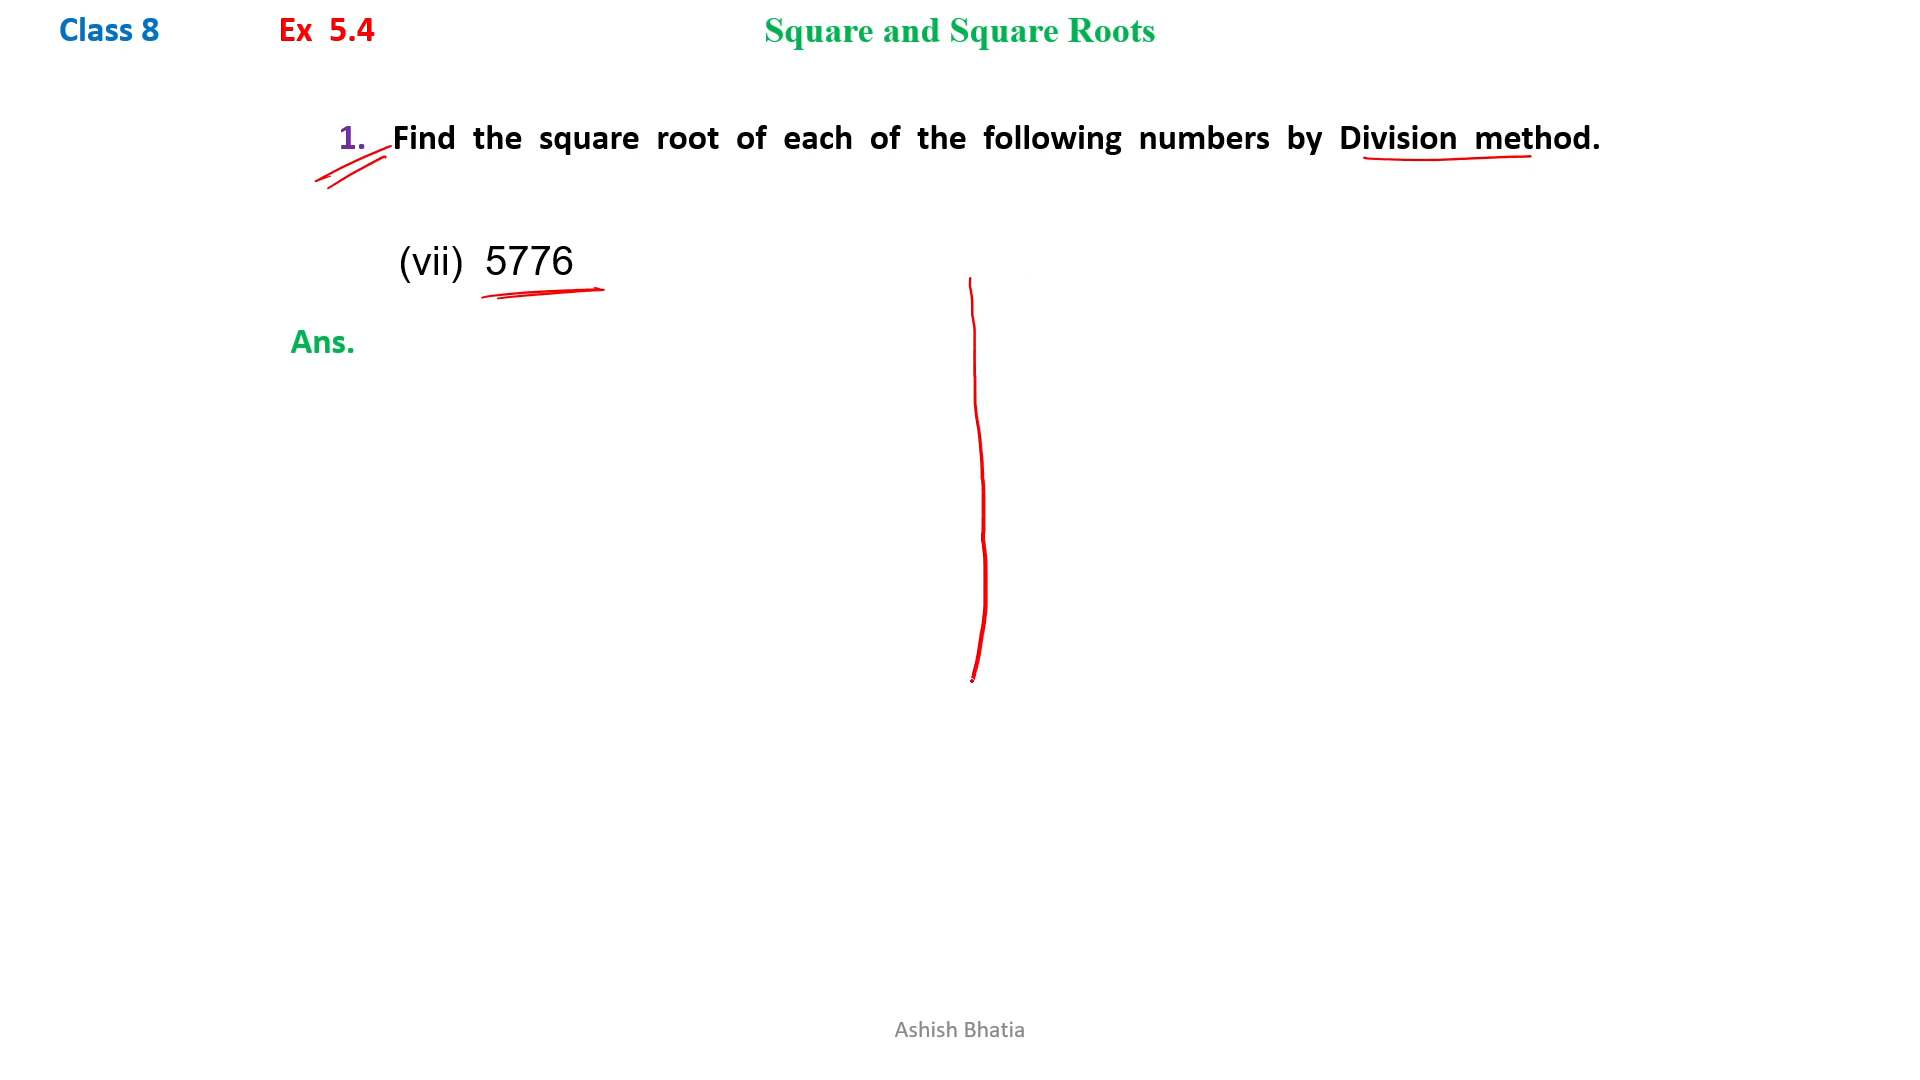 Class 8 Ex 5.4 Square and Square Roots
1. Find the square root of each of the following numbers by Division method.
(vii) 5776
Ans.
Ashish Bhatia